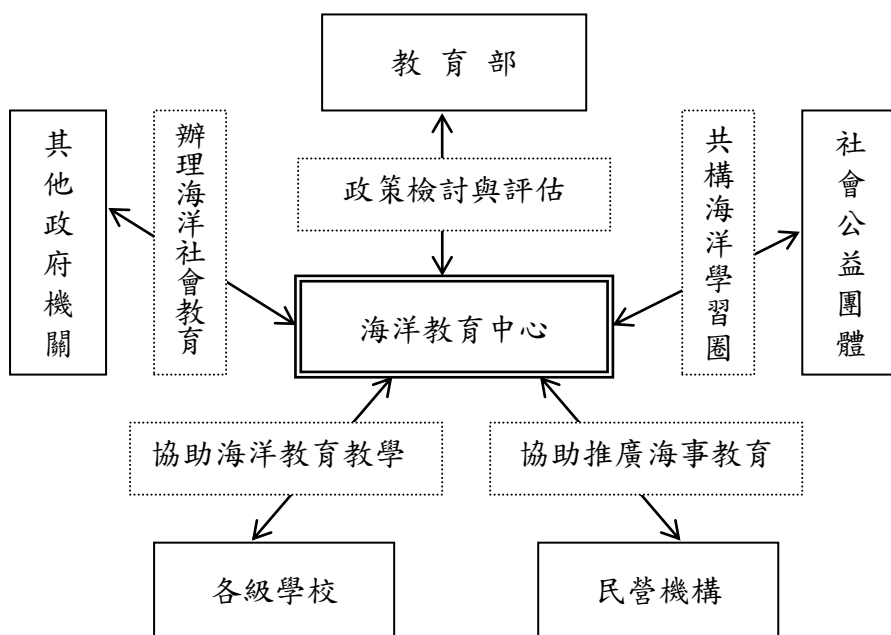 教育部
其他政府機關
辦理海洋社會教育
政策檢討與評估
共構海洋學習圈
社會公益團體
海洋教育中心
協助海洋教育教學
協助推廣海事教育
各級學校
民營機構